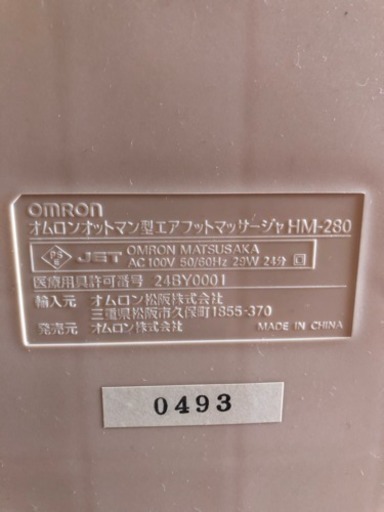 OMRON
オムロンオットマン型エアフットマッサージャ HM-280
PS E JET OMRON MATSUSAKA
AC 100V 50/60Hz 29W 24分
医療用具許可番号 24BY0001
輸入元 オムロン松阪株式会社
三重県松阪市久保町1855-370
発売元 オムロン株式会社 MADE IN CHINA
0493